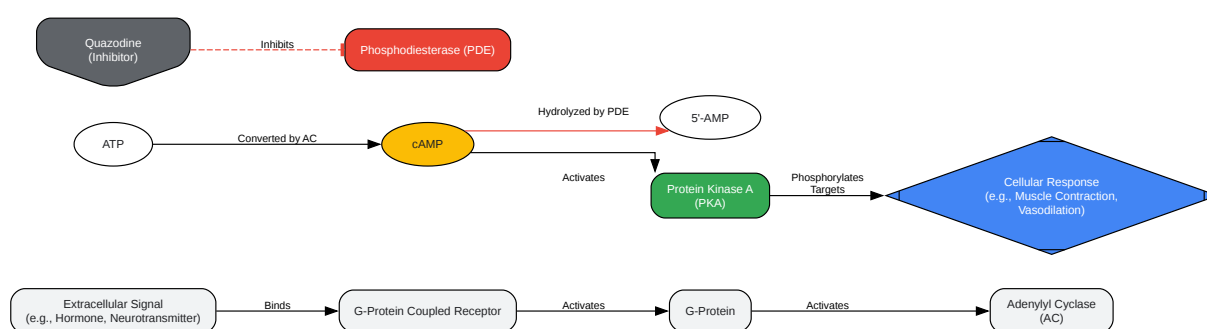 Quazodine
(Inhibitor)
Inhibits
Phosphodiesterase (PDE)
Hydrolyzed by PDE
5'-AMP
ATP
Converted by AC
cAMP
Activates
Protein Kinase A
(PKA)
Phosphorylates
Targets
Cellular Response
(e.g., Muscle Contraction,
Vasodilation)
Extracellular Signal
(e.g., Hormone, Neurotransmitter)
Binds
G-Protein Coupled Receptor
Activates
G-Protein
Activates
Adenylyl Cyclase
(AC)